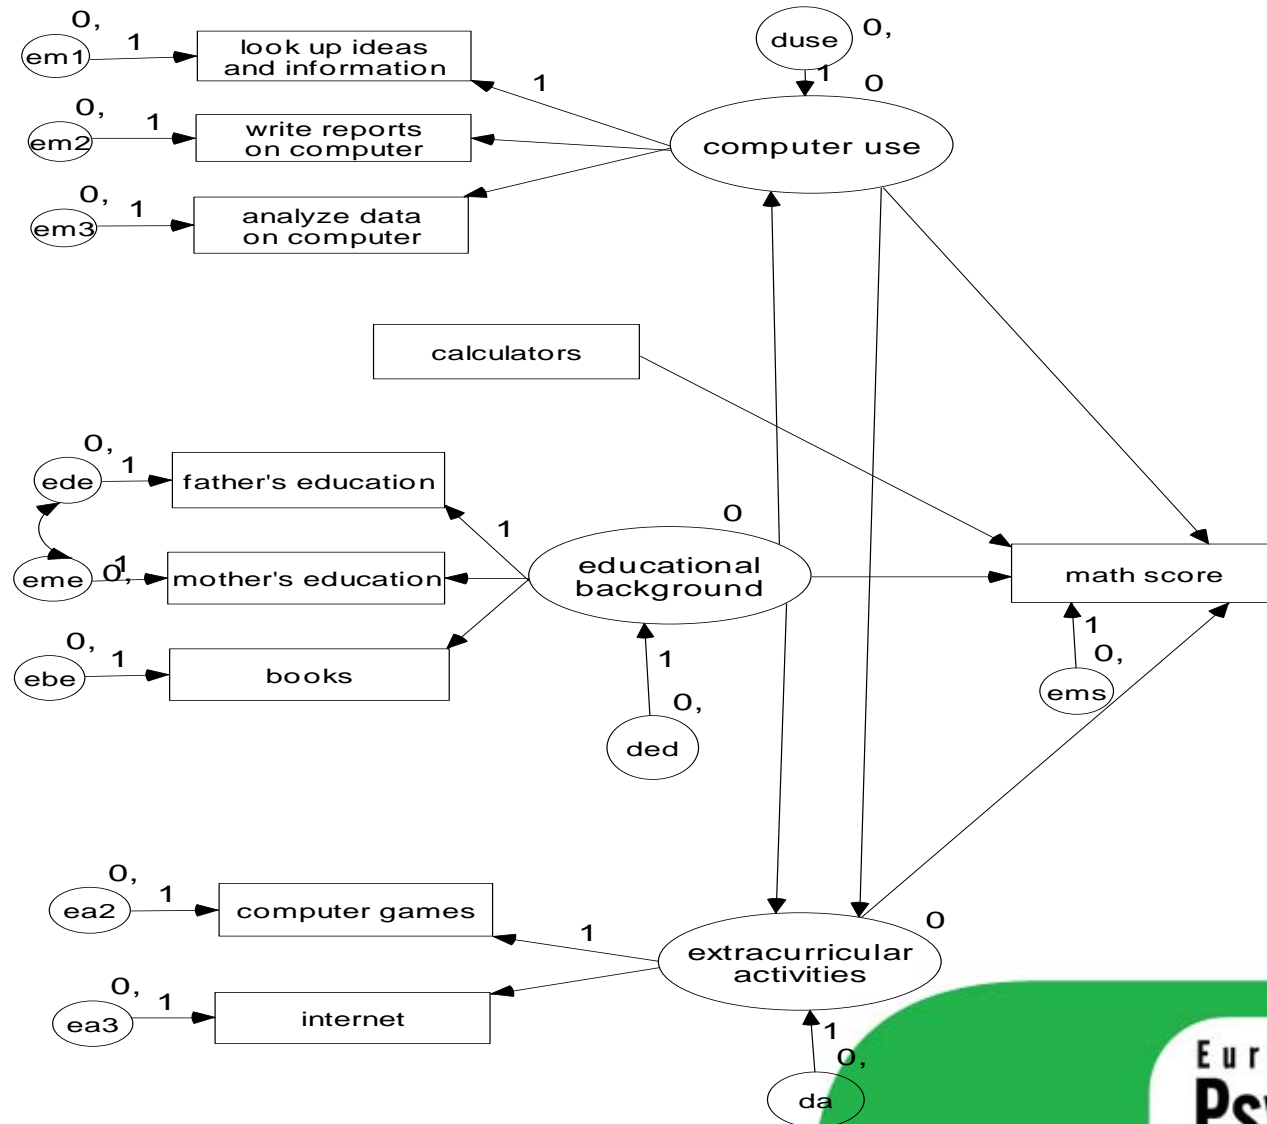 0,
em1
1
look up ideas
and information
1
duse
0,
1
0
computer use
0,
em2
1
write reports
on computer
0,
em3
1
analyze data
on computer
calculators
0,
ede
1
father's education
1
0
educational
background
eme
0,
1
mother's education
math score
0,
ebe
1
books
1
0,
ded
1
0,
ems
0,
ea2
1
computer games
1
0
extracurricular
activities
0,
ea3
1
internet
1
0,
da
Eur
Psy